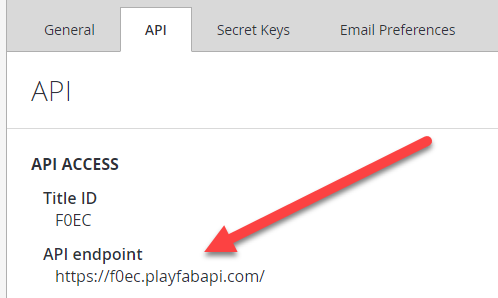 General API Secret Keys Email Preferences
API
API ACCESS
Title ID
F0EC
API endpoint
https://f0ec.playfabapi.com/